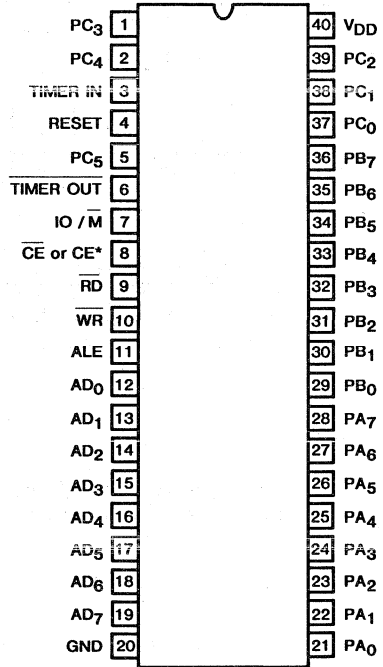 PC3 1 40 VDD
PC4 2 39 PC2
TIMER IN 3 38 PC1
RESET 4 37 PC0
PC5 5 36 PB7
TIMER OUT 6 35 PB6
IO / M 7 34 PB5
CE or CE* 8 33 PB4
RD 9 32 PB3
WR 10 31 PB2
ALE 11 30 PB1
AD0 12 29 PB0
AD1 13 28 PA7
AD2 14 27 PA6
AD3 15 26 PA5
AD4 16 25 PA4
AD5 17 24 PA3
AD6 18 23 PA2
AD7 19 22 PA1
GND 20 21 PA0